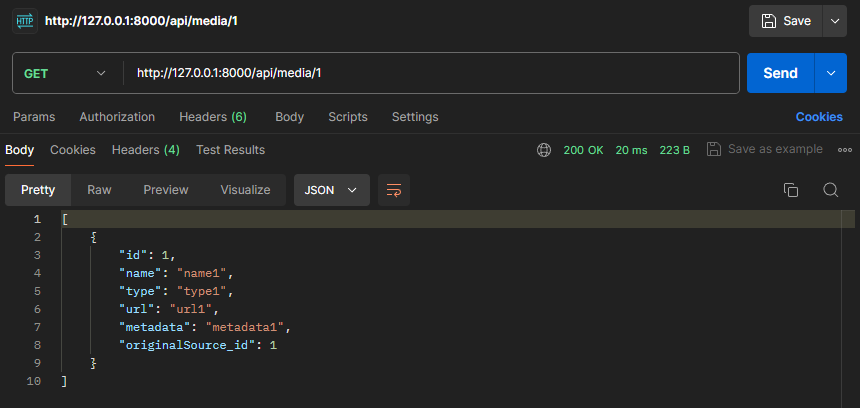 HTTP http://127.0.0.1:8000/api/media/1 Save
GET http://127.0.0.1:8000/api/media/1 Send
Params Authorization Headers (6) Body Scripts Settings Cookies
Body Cookies Headers (4) Test Results 200 OK 20 ms 223 B Save as example
Pretty Raw Preview Visualize JSON
1 [
2 {
3 "id": 1,
4 "name": "name1",
5 "type": "type1",
6 "url": "url1",
7 "metadata": "metadata1",
8 "originalSource_id": 1
9 }
10 ]